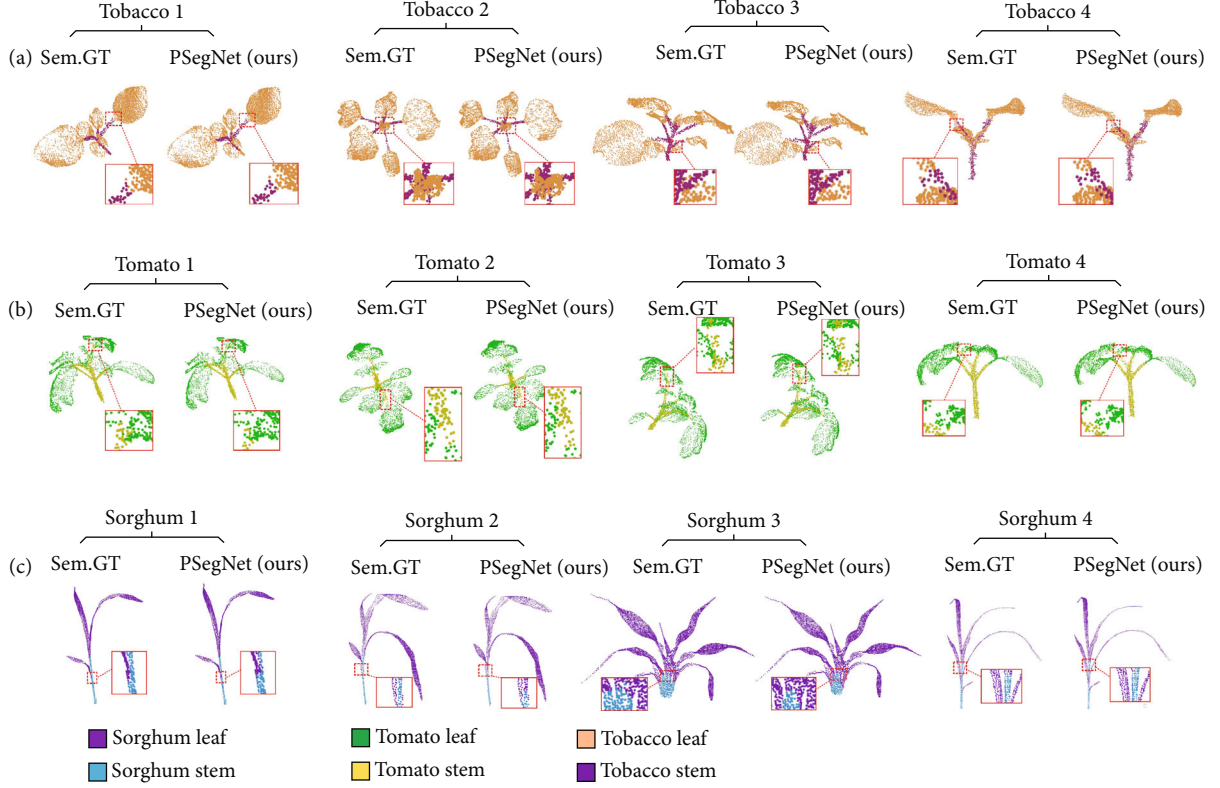 Tobacco 1 Tobacco 2 Tobacco 3 Tobacco 4
(a) Sem.GT PSegNet (ours) Sem.GT PSegNet (ours) Sem.GT PSegNet (ours) Sem.GT PSegNet (ours)
Tomato 1 Tomato 2 Tomato 3 Tomato 4
(b) Sem.GT PSegNet (ours) Sem.GT PSegNet (ours) Sem.GT PSegNet (ours) Sem.GT PSegNet (ours)
Sorghum 1 Sorghum 2 Sorghum 3 Sorghum 4
(c) Sem.GT PSegNet (ours) Sem.GT PSegNet (ours) Sem.GT PSegNet (ours) Sem.GT PSegNet (ours)
Sorghum leaf Tomato leaf Tobacco leaf
Sorghum stem Tomato stem Tobacco stem